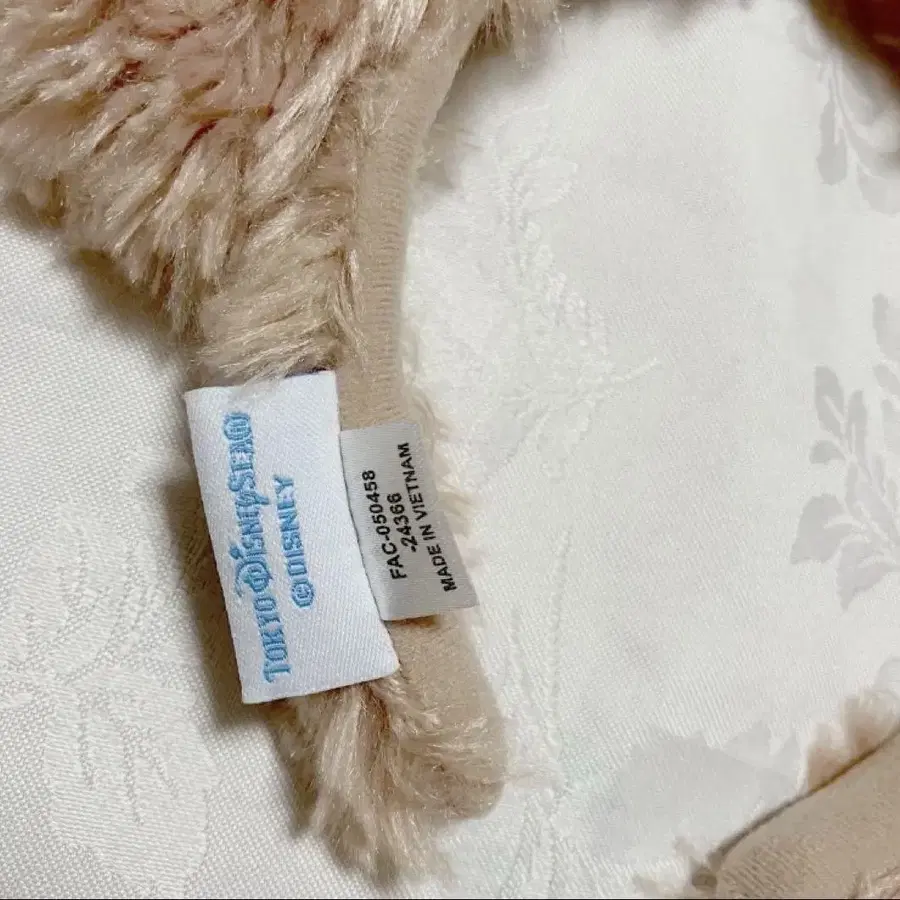 TOKYO DISNEYSEA®
© DISNEY
FAC-050458
-24366
MADE IN VIETNAM